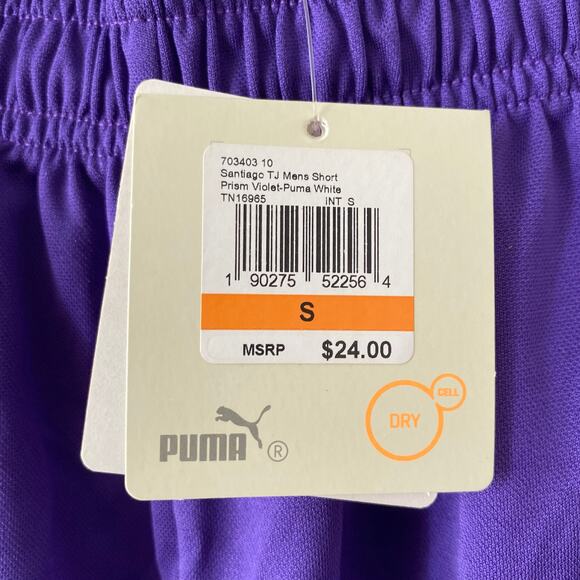 703403 10
Santiago TJ Mens Short
Prism Violet-Puma White
TN16965 INT S
1 90275 52256 4
S
MSRP $24.00
CELL
DRY
PUMA®